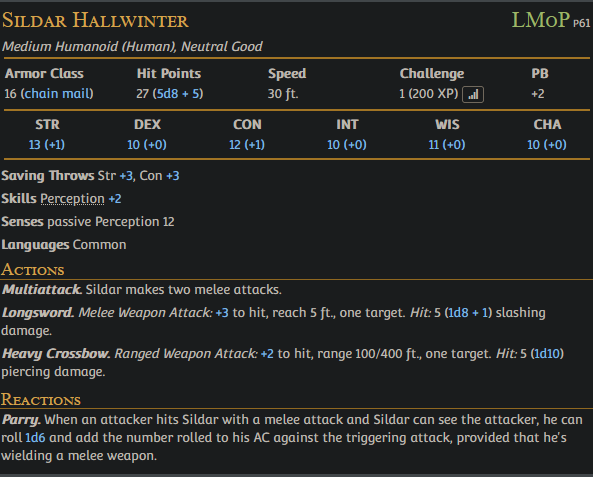 Sildar Hallwinter LMoP P61
Medium Humanoid (Human), Neutral Good
Armor Class Hit Points Speed Challenge PB
16 (chain mail) 27 (5d8 + 5) 30 ft. 1 (200 XP) +2
STR DEX CON INT WIS CHA
13 (+1) 10 (+0) 12 (+1) 10 (+0) 11 (+0) 10 (+0)
Saving Throws Str +3, Con +3
Skills Perception +2
Senses passive Perception 12
Languages Common
Actions
Multiattack. Sildar makes two melee attacks.
Longsword. Melee Weapon Attack: +3 to hit, reach 5 ft., one target. Hit: 5 (1d8 + 1) slashing
damage.
Heavy Crossbow. Ranged Weapon Attack: +2 to hit, range 100/400 ft., one target. Hit: 5 (1d10)
piercing damage.
Reactions
Parry. When an attacker hits Sildar with a melee attack and Sildar can see the attacker, he can
roll 1d6 and add the number rolled to his AC against the triggering attack, provided that he's
wielding a melee weapon.